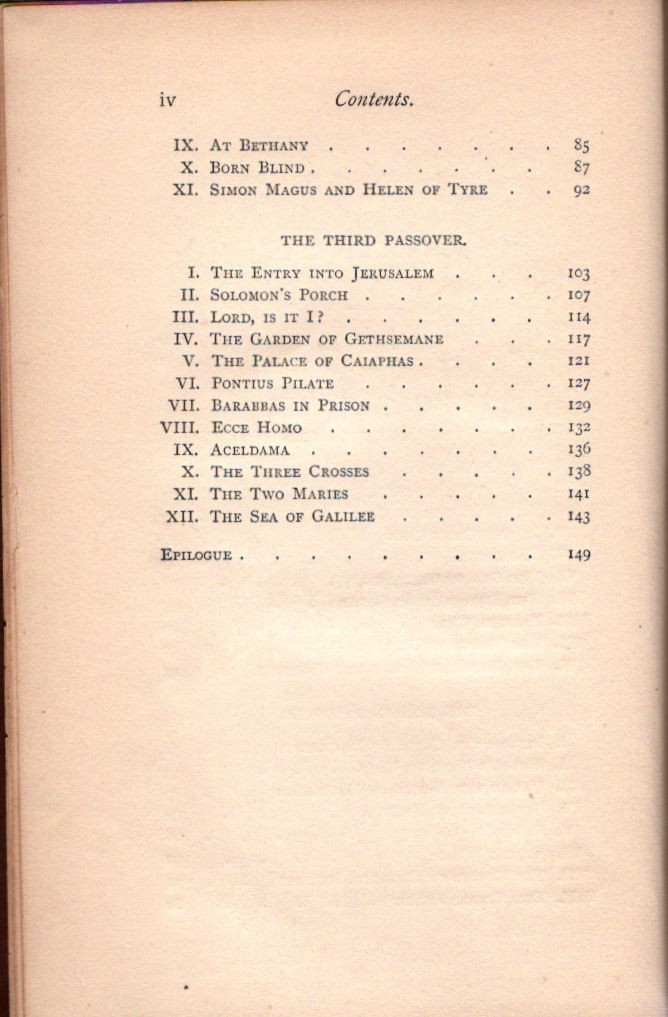 iv Contents.
IX. At Bethany . . . . . . . 85
X. Born Blind . . . . . . . 87
XI. Simon Magus and Helen of Tyre . . 92
THE THIRD PASSOVER.
I. The Entry into Jerusalem . . . 103
II. Solomon's Porch . . . . . . 107
III. Lord, is it I? . . . . . . 114
IV. The Garden of Gethsemane . . . 117
V. The Palace of Caiaphas . . . . 121
VI. Pontius Pilate . . . . . 127
VII. Barabbas in Prison . . . . . 129
VIII. Ecce Homo . . . . . . . 132
IX. Aceldama . . . . . . . 136
X. The Three Crosses . . . . . 138
XI. The Two Maries . . . . . 141
XII. The Sea of Galilee . . . . . 143
Epilogue . . . . . . . . . 149